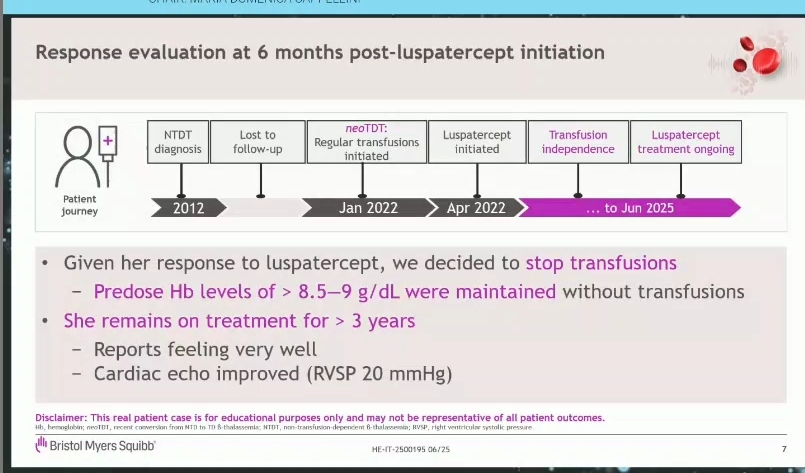 CHAIR: MARIA DOMENICA CAPPELLINI
Response evaluation at 6 months post-luspatercept initiation
NTDT
diagnosis
Lost to
follow-up
neoTDT:
Regular transfusions
initiated
Luspatercept
initiated
Transfusion
independence
Luspatercept
treatment ongoing
Patient
journey
2012
Jan 2022
Apr 2022
... to Jun 2025
• Given her response to luspatercept, we decided to stop transfusions
– Predose Hb levels of > 8.5–9 g/dL were maintained without transfusions
• She remains on treatment for > 3 years
– Reports feeling very well
– Cardiac echo improved (RVSP 20 mmHg)
Disclaimer: This real patient case is for educational purposes only and may not be representative of all patient outcomes.
Hb, hemoglobin; neoTDT, recent conversion from NTD to TD β-thalassemia; NTDT, non-transfusion-dependent β-thalassemia; RVSP, right ventricular systolic pressure
Bristol Myers Squibb®
HE-IT-2500195 06/25
7